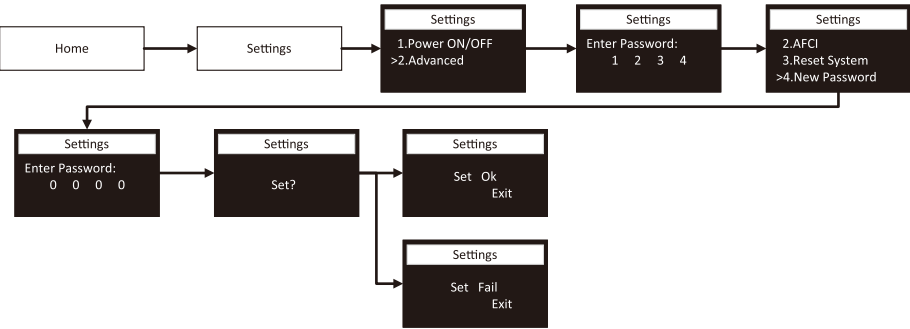 Home
Settings
Settings
1.Power ON/OFF
>2.Advanced
Settings
Enter Password:
1 2 3 4
Settings
2.AFCI
3.Reset System
>4.New Password
Settings
Enter Password:
0 0 0 0
Settings
Set?
Settings
Set Ok
Exit
Settings
Set Fail
Exit